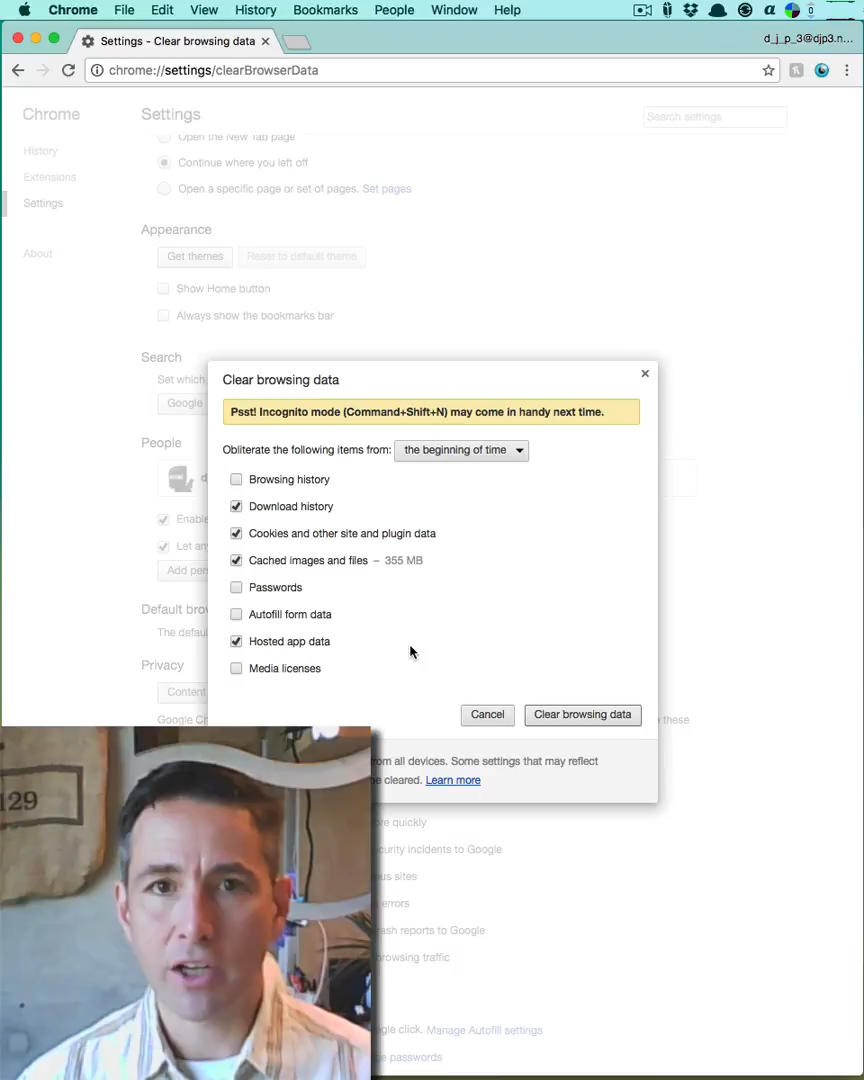 Chrome File Edit View History Bookmarks People Window Help
Settings - Clear browsing data
d_j_p_3@djp3.n...
chrome://settings/clearBrowserData
Chrome
Settings
Search settings
History
Extensions
Settings
About
Open the New Tab page
Continue where you left off
Open a specific page or set of pages. Set pages
Appearance
Get themes
Reset to default theme
Show Home button
Always show the bookmarks bar
Search
Set which
Google
People
d
Enable
Let any
Add pers
Default brow
The defau
Privacy
Content
Google Ch
these
Clear browsing data
Psst! Incognito mode (Command+Shift+N) may come in handy next time.
Obliterate the following items from: the beginning of time
Browsing history
Download history
Cookies and other site and plugin data
Cached images and files – 355 MB
Passwords
Autofill form data
Hosted app data
Media licenses
Cancel
Clear browsing data
rom all devices. Some settings that may reflect
e cleared. Learn more
re quickly
curity incidents to Google
ous sites
errors
ash reports to Google
browsing traffic
gle click. Manage Autofill settings
e passwords
129